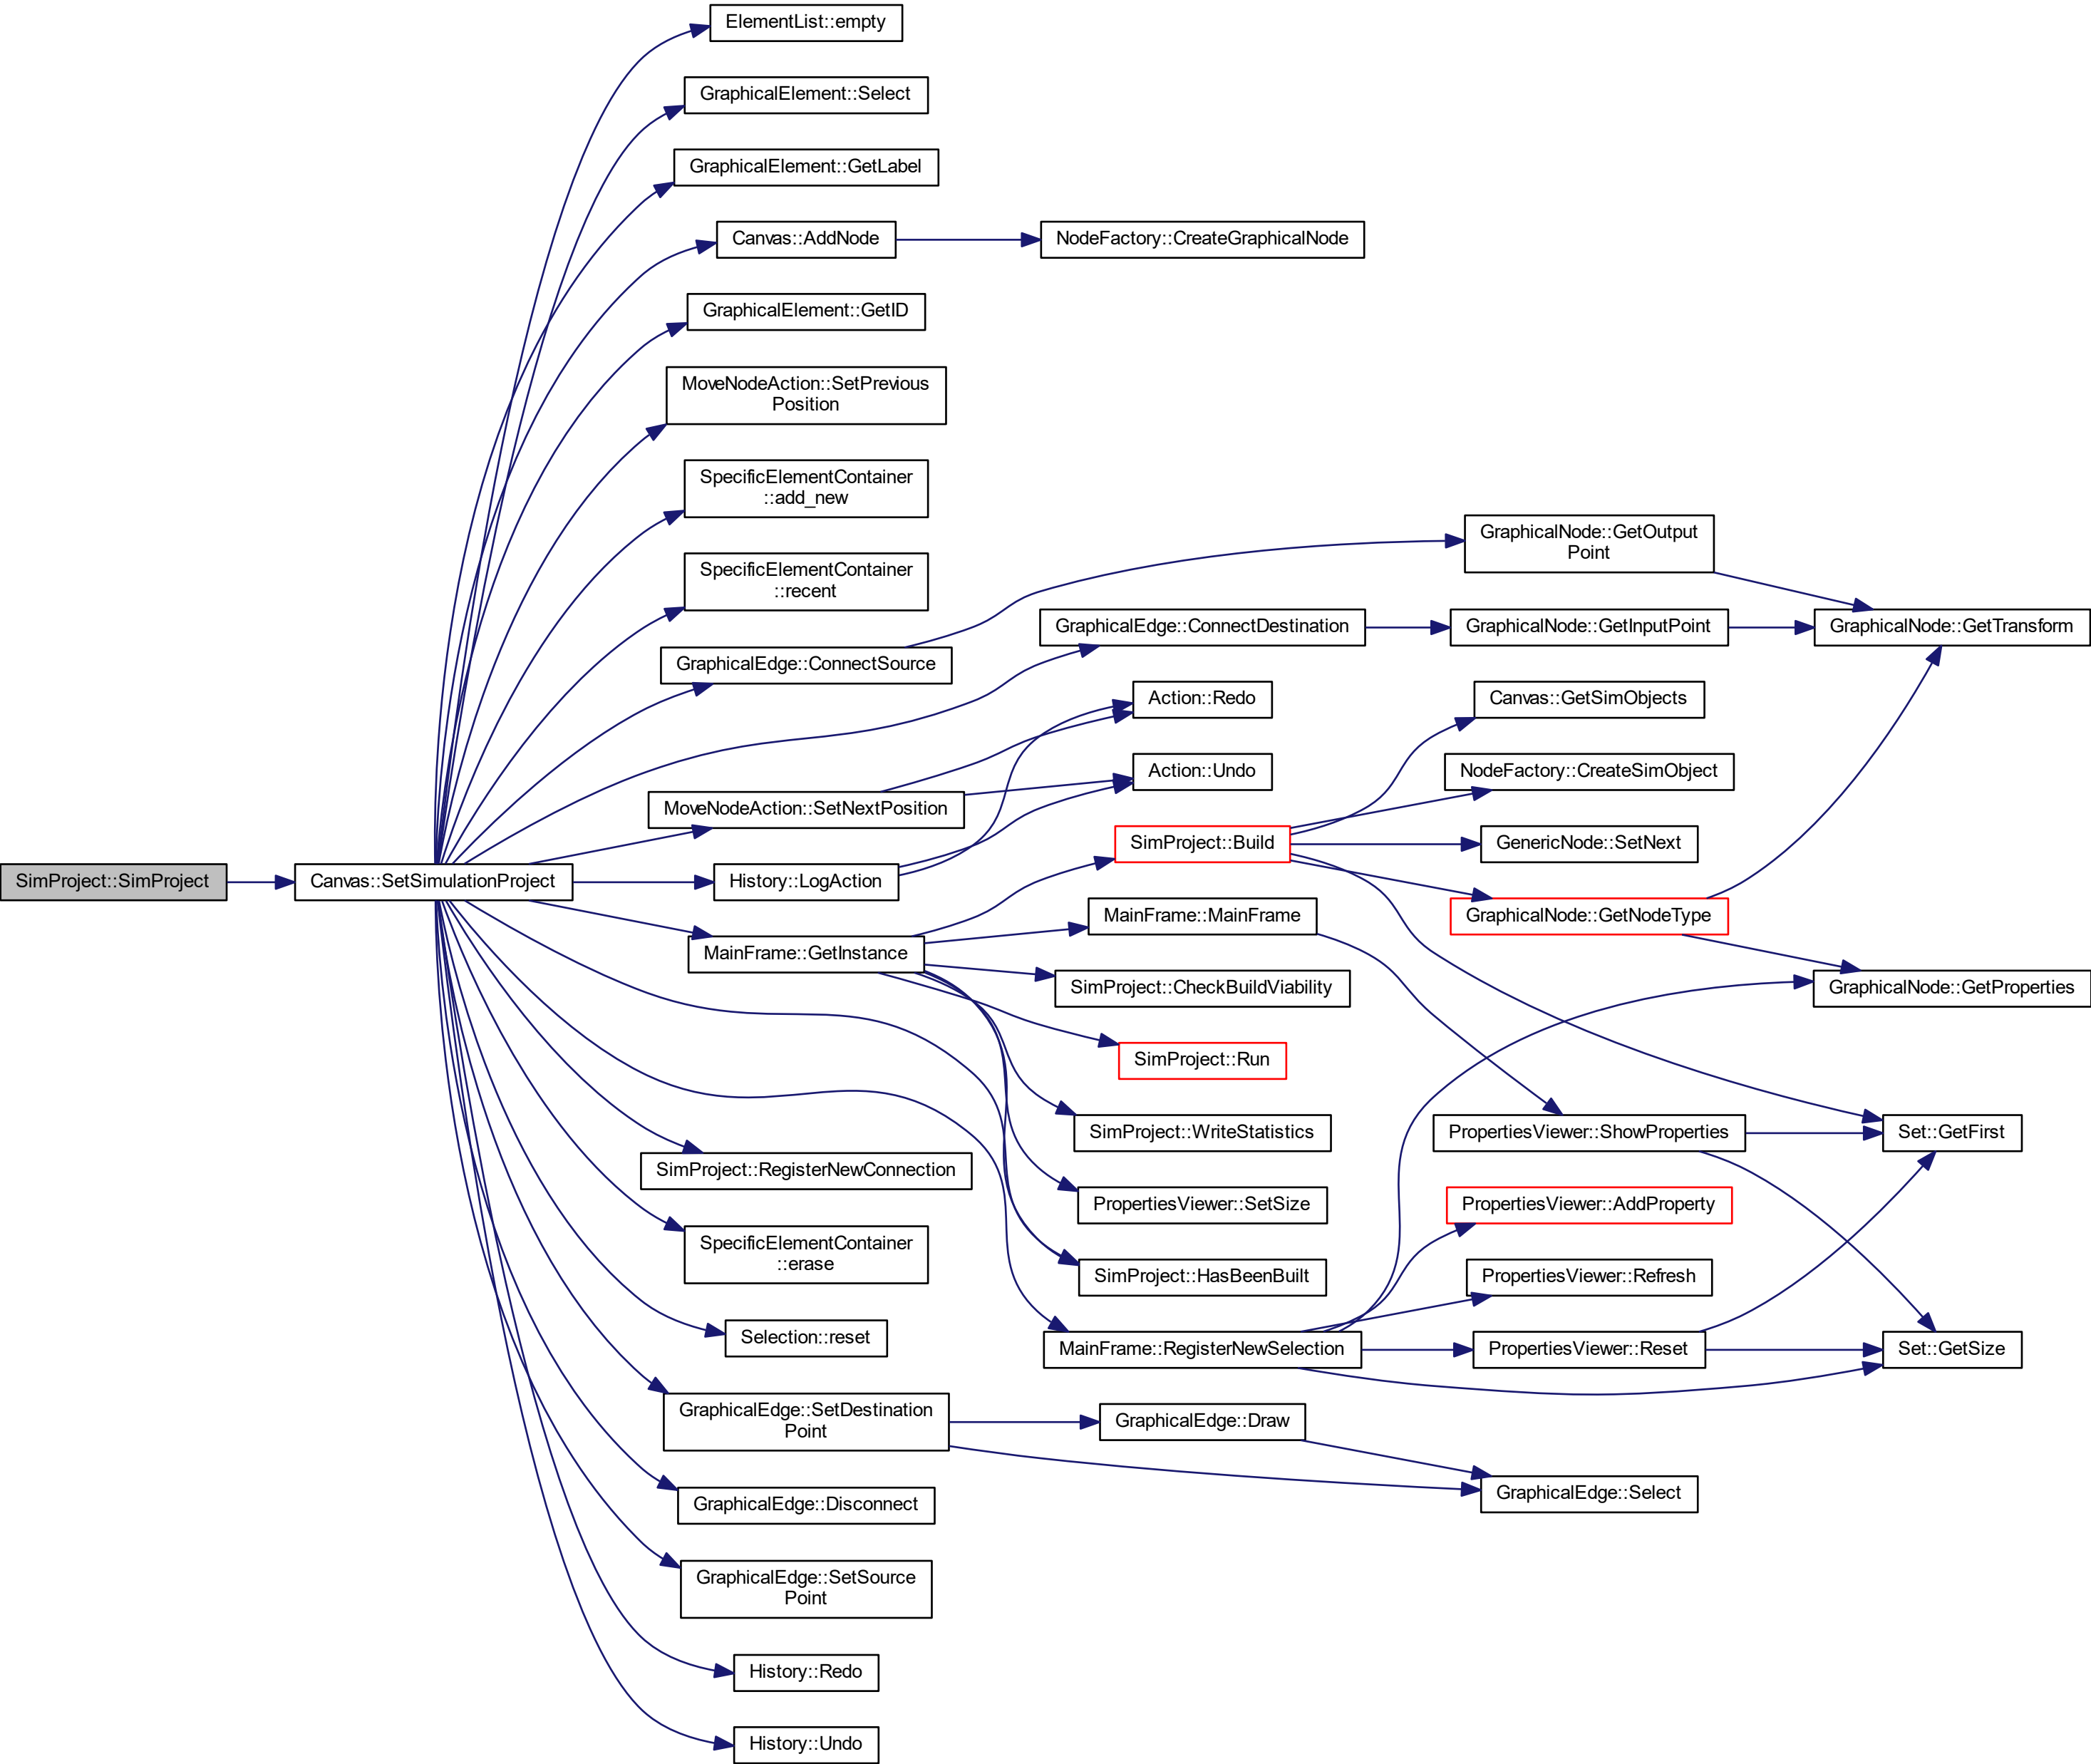 ElementList::empty
GraphicalElement::Select
GraphicalElement::GetLabel
Canvas::AddNode
NodeFactory::CreateGraphicalNode
GraphicalElement::GetID
MoveNodeAction::SetPrevious
Position
SpecificElementContainer
::add_new
SpecificElementContainer
::recent
GraphicalNode::GetOutput
Point
GraphicalEdge::ConnectDestination
GraphicalNode::GetInputPoint
GraphicalNode::GetTransform
GraphicalEdge::ConnectSource
Action::Redo
Canvas::GetSimObjects
Action::Undo
NodeFactory::CreateSimObject
MoveNodeAction::SetNextPosition
SimProject::Build
GenericNode::SetNext
SimProject::SimProject
Canvas::SetSimulationProject
History::LogAction
MainFrame::MainFrame
GraphicalNode::GetNodeType
MainFrame::GetInstance
SimProject::CheckBuildViability
GraphicalNode::GetProperties
SimProject::Run
SimProject::WriteStatistics
PropertiesViewer::ShowProperties
Set::GetFirst
SimProject::RegisterNewConnection
PropertiesViewer::SetSize
PropertiesViewer::AddProperty
SpecificElementContainer
::erase
SimProject::HasBeenBuilt
PropertiesViewer::Refresh
Selection::reset
MainFrame::RegisterNewSelection
PropertiesViewer::Reset
Set::GetSize
GraphicalEdge::SetDestination
Point
GraphicalEdge::Draw
GraphicalEdge::Disconnect
GraphicalEdge::Select
GraphicalEdge::SetSource
Point
History::Redo
History::Undo